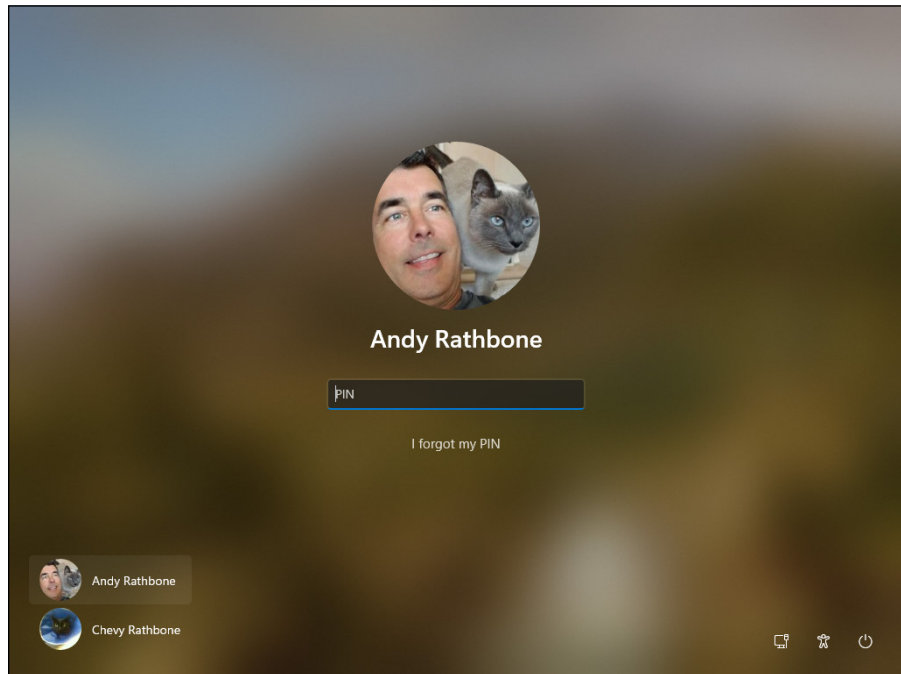 Andy Rathbone
PIN
I forgot my PIN
Andy Rathbone
Chevy Rathbone